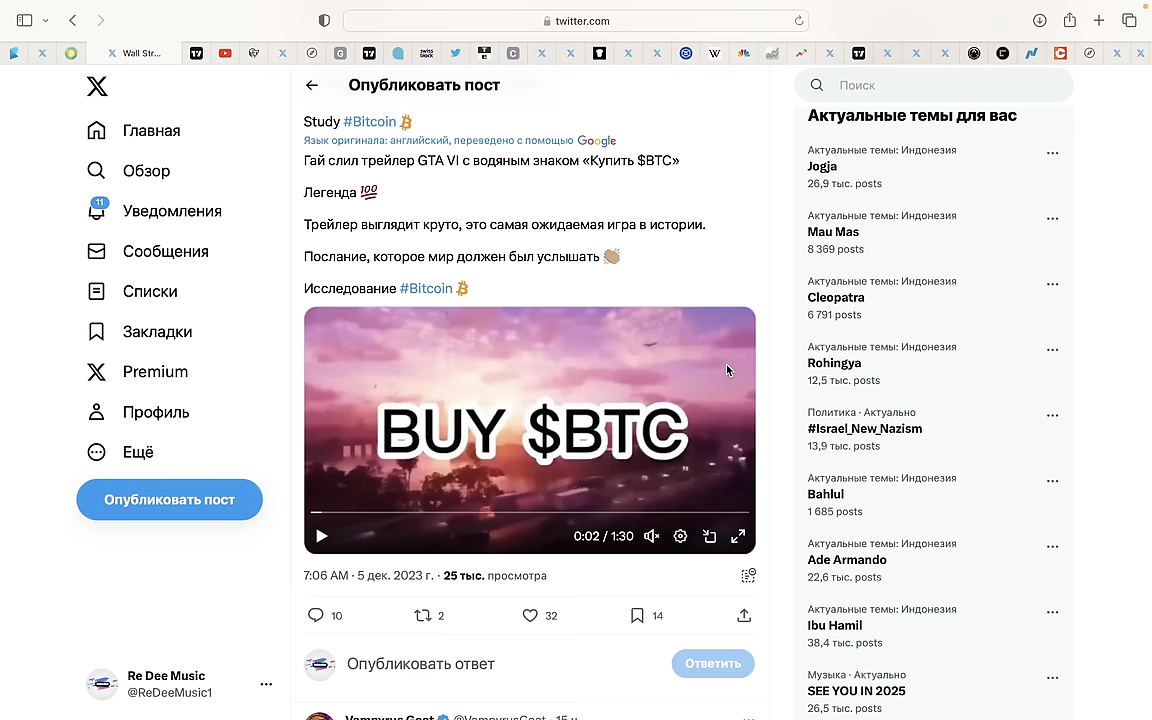 twitter.com
Wall Str...
Опубликовать пост
Поиск
Главная
Обзор
11
Уведомления
Сообщения
Списки
Закладки
Premium
Профиль
Ещё
Опубликовать пост
Re Dee Music
@ReDeeMusic1
Study #Bitcoin
Язык оригинала: английский, переведено с помощью Google
Гай слил трейлер GTA VI с водяным знаком «Купить $BTC»
Легенда 💯
Трейлер выглядит круто, это самая ожидаемая игра в истории.
Послание, которое мир должен был услышать 👏🏽
Исследование #Bitcoin
BUY $BTC
0:02 / 1:30
7:06 AM · 5 дек. 2023 г. · 25 тыс. просмотра
10 2 32 14
Опубликовать ответ
Ответить
Vampyrus Goat @VampyrusGoat · 15 ч
Актуальные темы для вас
Актуальные темы: Индонезия
Jogja
26,9 тыс. posts
Актуальные темы: Индонезия
Mau Mas
8 369 posts
Актуальные темы: Индонезия
Cleopatra
6 791 posts
Актуальные темы: Индонезия
Rohingya
12,5 тыс. posts
Политика · Актуально
#Israel_New_Nazism
13,9 тыс. posts
Актуальные темы: Индонезия
Bahlul
1 685 posts
Актуальные темы: Индонезия
Ade Armando
22,6 тыс. posts
Актуальные темы: Индонезия
Ibu Hamil
38,4 тыс. posts
Музыка · Актуально
SEE YOU IN 2025
26,5 тыс. posts